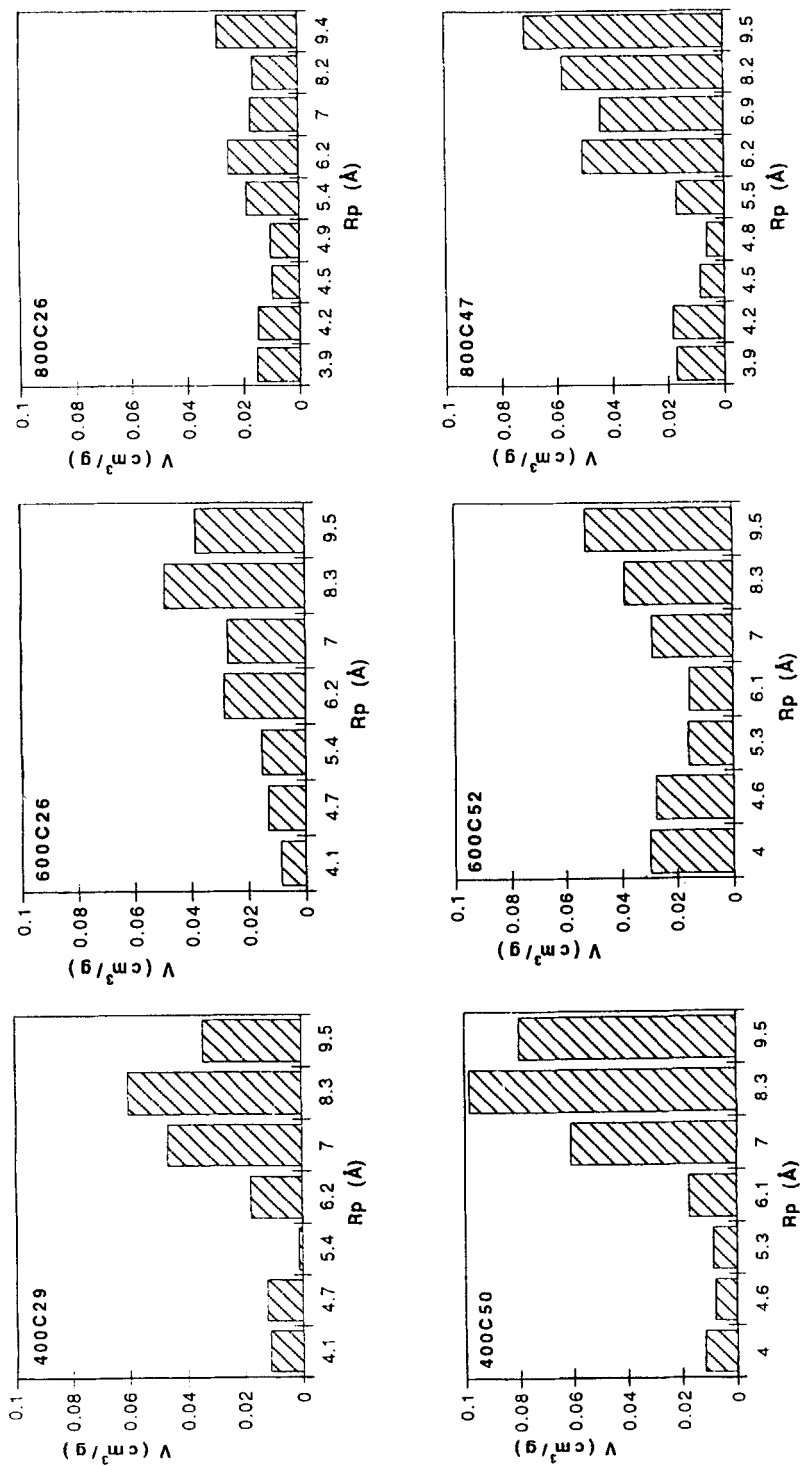 400C29
V (cm³/g)
0.1
0.08
0.06
0.04
0.02
0
4.1 4.7 5.4 6.2 7 8.3 9.5
Rp (Å)
600C26
V (cm³/g)
0.1
0.08
0.06
0.04
0.02
0
4.1 4.7 5.4 6.2 7 8.3 9.5
Rp (Å)
800C26
V (cm³/g)
0.1
0.08
0.06
0.04
0.02
0
3.9 4.2 4.5 4.9 5.4 6.2 7 8.2 9.4
Rp (Å)
400C50
V (cm³/g)
0.1
0.08
0.06
0.04
0.02
0
4 4.6 5.3 6.1 7 8.3 9.5
Rp (Å)
600C52
V (cm³/g)
0.1
0.08
0.06
0.04
0.02
0
4 4.6 5.3 6.1 7 8.3 9.5
Rp (Å)
800C47
V (cm³/g)
0.1
0.08
0.06
0.04
0.02
0
3.9 4.2 4.5 4.8 5.5 6.2 6.9 8.2 9.5
Rp (Å)